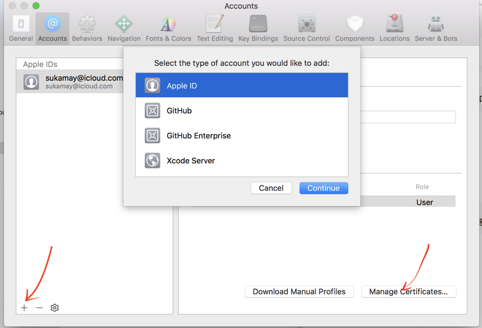 Accounts
General Accounts Behaviors Navigation Fonts & Colors Text Editing Key Bindings Source Control Components Locations Server & Bots
Apple IDs
sukamay@icloud.com
sukamay@icloud.com
Select the type of account you would like to add:
Apple ID
GitHub
GitHub Enterprise
Xcode Server
Cancel Continue
Role
User
Download Manual Profiles Manage Certificates...